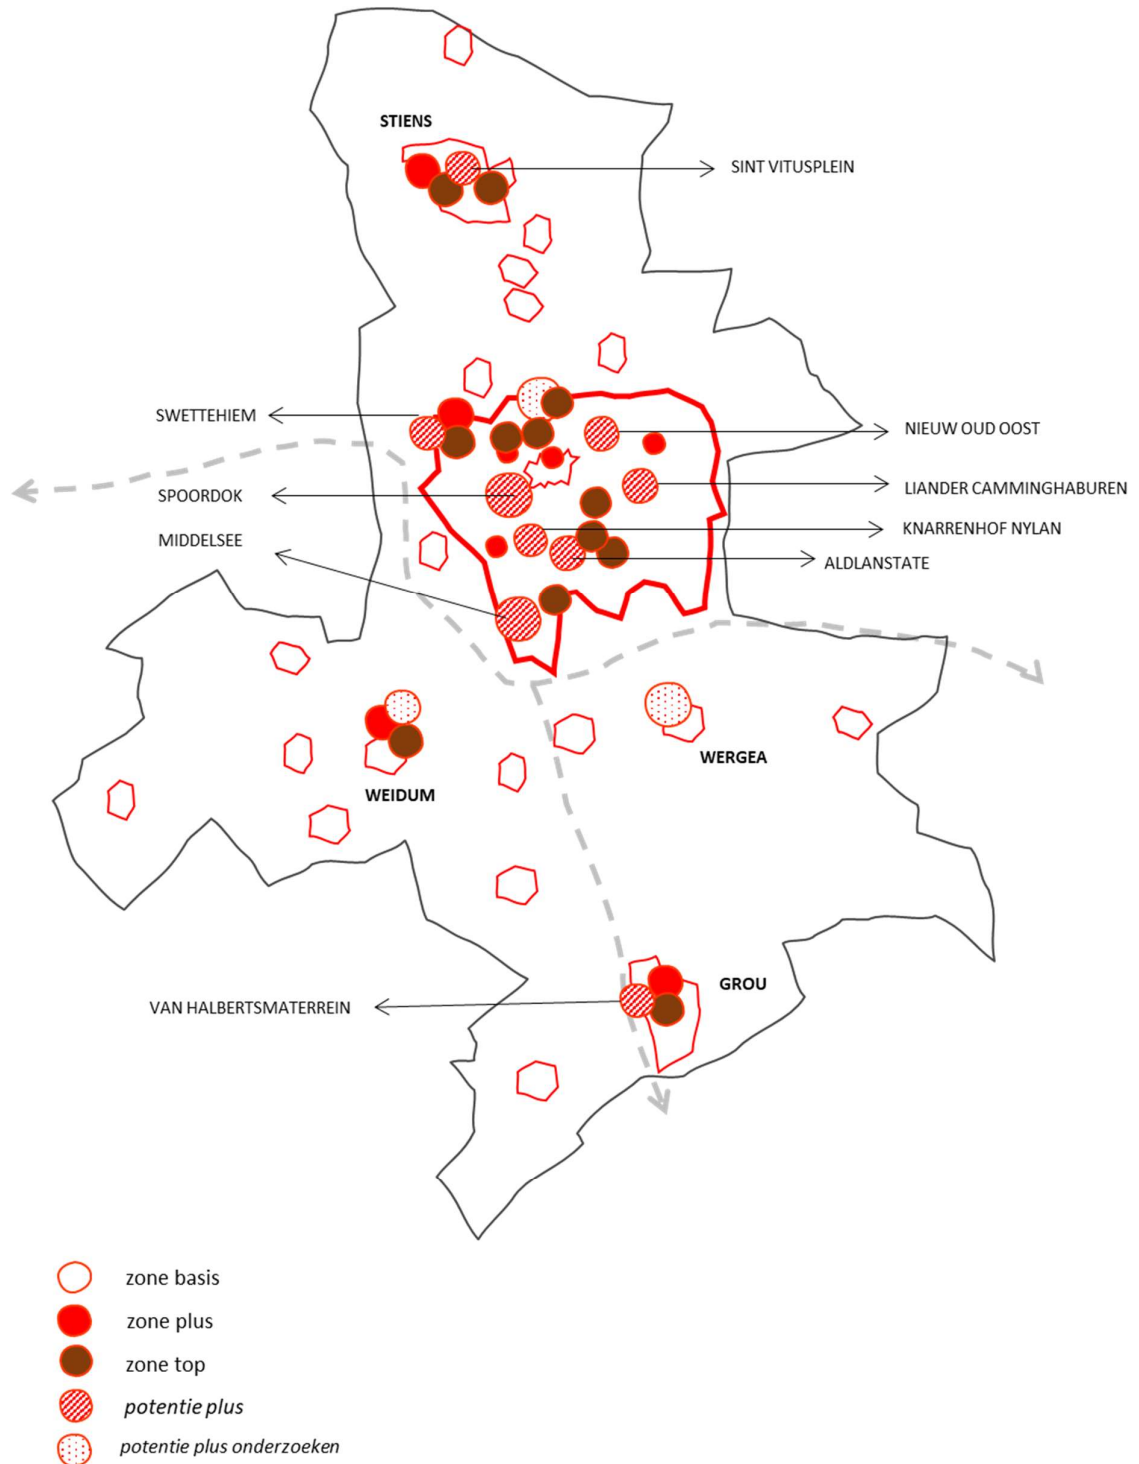 STIENS
SINT VITUSPLEIN
SWETTEHIEM
NIEUW OUD OOST
SPOORDOK
LIANDER CAMMINGHABUREN
KNARRENHOF NYLAN
MIDDELSEE
ALDLANSTATE
WERGEA
WEIDUM
GROU
VAN HALBERTSMATERREIN
zone basis
zone plus
zone top
potentie plus
potentie plus onderzoeken